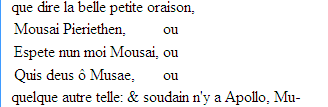 que dire la belle petite oraison,
Mousai Pieriethen, ou
Espete nun moi Mousai, ou
Quis deus ô Musae, ou
quelque autre telle: & soudain n'y a Apollo, Mu-